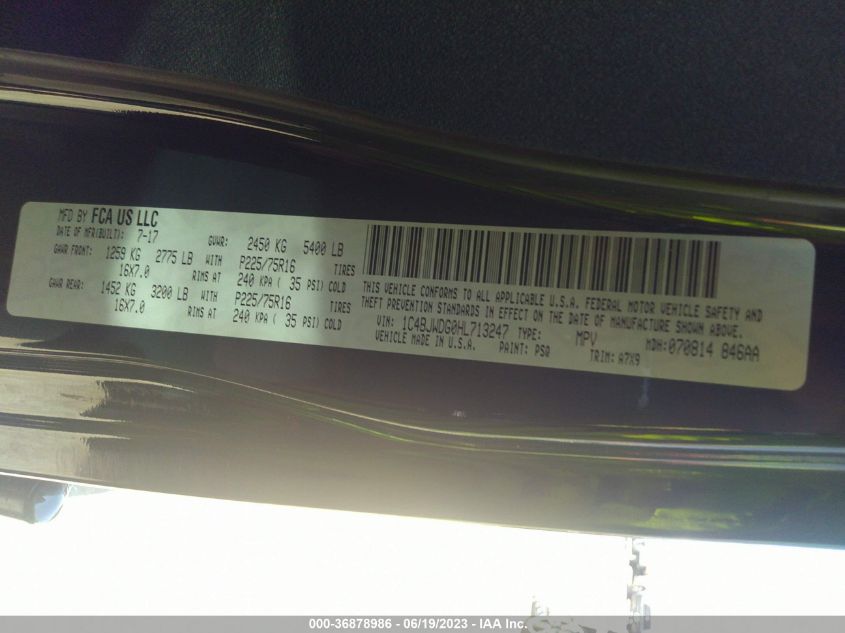 MFD BY FCA US LLC
DATE OF MFR(BUILT): 7-17 GVWR: 2450 KG 5400 LB
GAWR FRONT: 1259 KG 2775 LB WITH P225/75R16 TIRES
16X7.0 RIMS AT 240 KPA ( 35 PSI) COLD
GAWR REAR: 1452 KG 3200 LB WITH P225/75R16 TIRES
16X7.0 RIMS AT 240 KPA ( 35 PSI) COLD
THIS VEHICLE CONFORMS TO ALL APPLICABLE U.S.A. FEDERAL MOTOR VEHICLE SAFETY AND
THEFT PREVENTION STANDARDS IN EFFECT ON THE DATE OF MANUFACTURE SHOWN ABOVE.
VIN: 1C4BJWDG0HL713247 TYPE: MPV MDH: 070814 846AA
VEHICLE MADE IN U.S.A. PAINT: PSQ TRIM: A7X9
000-36878986 - 06/19/2023 - IAA Inc.